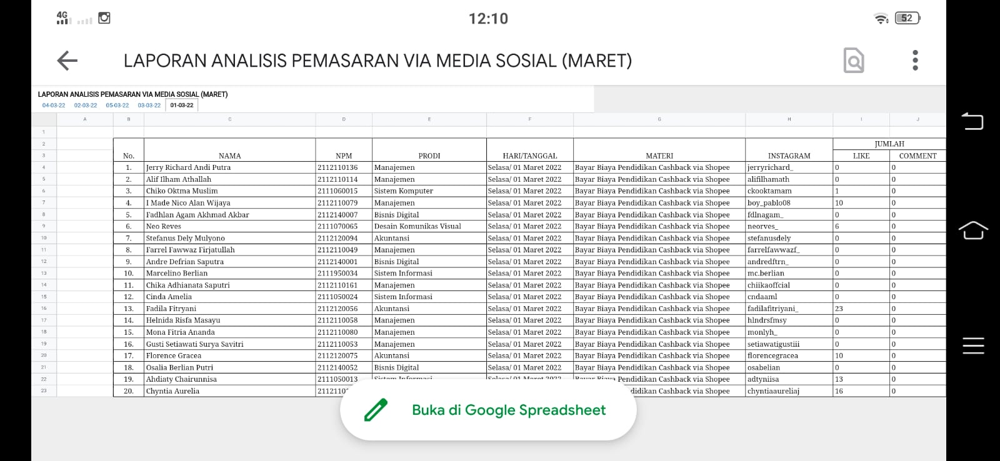 4G
12:10
52
LAPORAN ANALISIS PEMASARAN VIA MEDIA SOSIAL (MARET)
LAPORAN ANALISIS PEMASARAN VIA MEDIA SOSIAL (MARET)
04-03-22 02-03-22 05-03-22 03-03-22 01-03-22
A B C D E F G H I J
1
2 JUMLAH
3 No. NAMA NPM PRODI HARI/TANGGAL MATERI INSTAGRAM LIKE COMMENT
4 1. Jerry Richard Andi Putra 2112110136 Manajemen Selasa/ 01 Maret 2022 Bayar Biaya Pendidikan Cashback via Shopee jerryrichard_ 0 0
5 2. Alif Ilham Athallah 2112110114 Manajemen Selasa/ 01 Maret 2022 Bayar Biaya Pendidikan Cashback via Shopee alifilhamath 0 0
6 3. Chiko Oktma Muslim 2111060015 Sistem Komputer Selasa/ 01 Maret 2022 Bayar Biaya Pendidikan Cashback via Shopee ckooktamam 1 0
7 4. I Made Nico Alan Wijaya 2112110079 Manajemen Selasa/ 01 Maret 2022 Bayar Biaya Pendidikan Cashback via Shopee boy_pablo08 10 0
8 5. Fadhlan Agam Akhmad Akbar 2112140007 Bisnis Digital Selasa/ 01 Maret 2022 Bayar Biaya Pendidikan Cashback via Shopee fdlnagam_ 0 0
9 6. Neo Reves 2111070065 Desain Komunikas Visual Selasa/ 01 Maret 2022 Bayar Biaya Pendidikan Cashback via Shopee neorves_ 6 0
10 7. Stefanus Dely Mulyono 2112120094 Akuntansi Selasa/ 01 Maret 2022 Bayar Biaya Pendidikan Cashback via Shopee stefanusdely 0 0
11 8. Farrel Fawwaz Firjatullah 2112110049 Manajemen Selasa/ 01 Maret 2022 Bayar Biaya Pendidikan Cashback via Shopee farrelfawwazf_ 0 0
12 9. Andre Defrian Saputra 2112140001 Bisnis Digital Selasa/ 01 Maret 2022 Bayar Biaya Pendidikan Cashback via Shopee andredftrn_ 0 0
13 10. Marcelino Berlian 2111950034 Sistem Informasi Selasa/ 01 Maret 2022 Bayar Biaya Pendidikan Cashback via Shopee mc.berlian 0 0
14 11. Chika Adhianata Saputri 2112110161 Manajemen Selasa/ 01 Maret 2022 Bayar Biaya Pendidikan Cashback via Shopee chiikaoffcial 0 0
15 12. Cinda Amelia 2111050024 Sistem Informasi Selasa/ 01 Maret 2022 Bayar Biaya Pendidikan Cashback via Shopee cndaaml 0 0
16 13. Fadila Fitryani 2112120056 Akuntansi Selasa/ 01 Maret 2022 Bayar Biaya Pendidikan Cashback via Shopee fadilafitriyani_ 23 0
17 14. Helnida Risfa Masayu 2112110058 Manajemen Selasa/ 01 Maret 2022 Bayar Biaya Pendidikan Cashback via Shopee hlndrsfmsy 0 0
18 15. Mona Fitria Ananda 2112110080 Manajemen Selasa/ 01 Maret 2022 Bayar Biaya Pendidikan Cashback via Shopee monlyh_ 0 0
19 16. Gusti Setiawati Surya Savitri 2112110053 Manajemen Selasa/ 01 Maret 2022 Bayar Biaya Pendidikan Cashback via Shopee setiawatigustiii 0 0
20 17. Florence Gracea 2112120075 Akuntansi Selasa/ 01 Maret 2022 Bayar Biaya Pendidikan Cashback via Shopee florencegracea 10 0
21 18. Osalia Berlian Putri 2112140052 Bisnis Digital Selasa/ 01 Maret 2022 Bayar Biaya Pendidikan Cashback via Shopee osabelian 0 0
22 19. Ahdiaty Chairunnisa 2111050013 Sistem Informasi Selasa/ 01 Maret 2022 Bayar Biaya Pendidikan Cashback via Shopee adtyniisa 13 0
23 20. Chyntia Aurelia didikan Cashback via Shopee chyntiaaureliaj 16 0
Buka di Google Spreadsheet